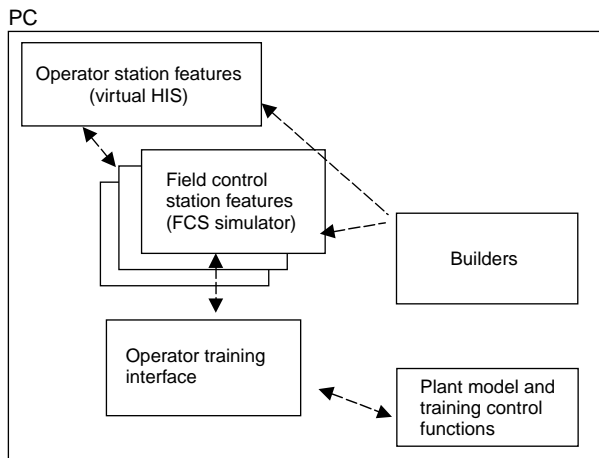 PC
Operator station features
(virtual HIS)
Field control
station features
(FCS simulator)
Builders
Operator training
interface
Plant model and
training control
functions